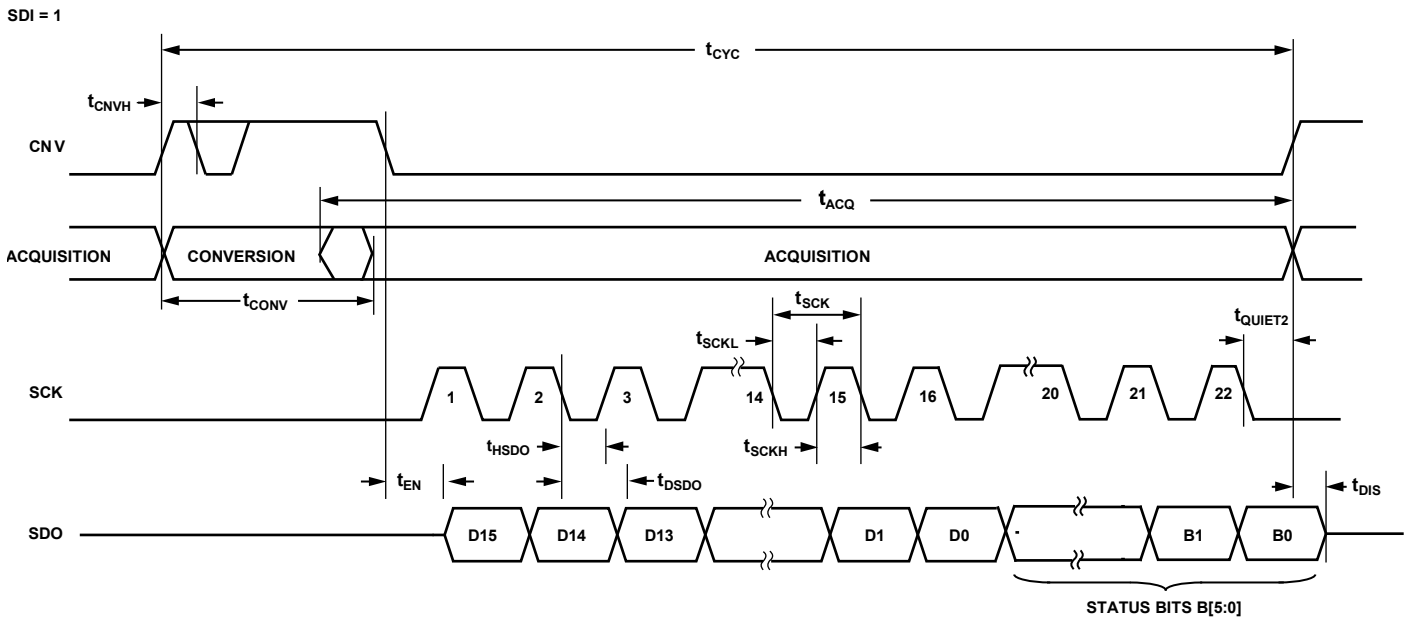 SDI = 1
tCYC
tCNVH
CNV
tACQ
ACQUISITION CONVERSION ACQUISITION
tCONV
tSCK
tQUIET2
tSCKL
SCK 1 2 3 14 15 16 20 21 22
tHSDO tSCKH
tEN tDSDO tDIS
SDO D15 D14 D13 D1 D0 B1 B0
STATUS BITS B[5:0]